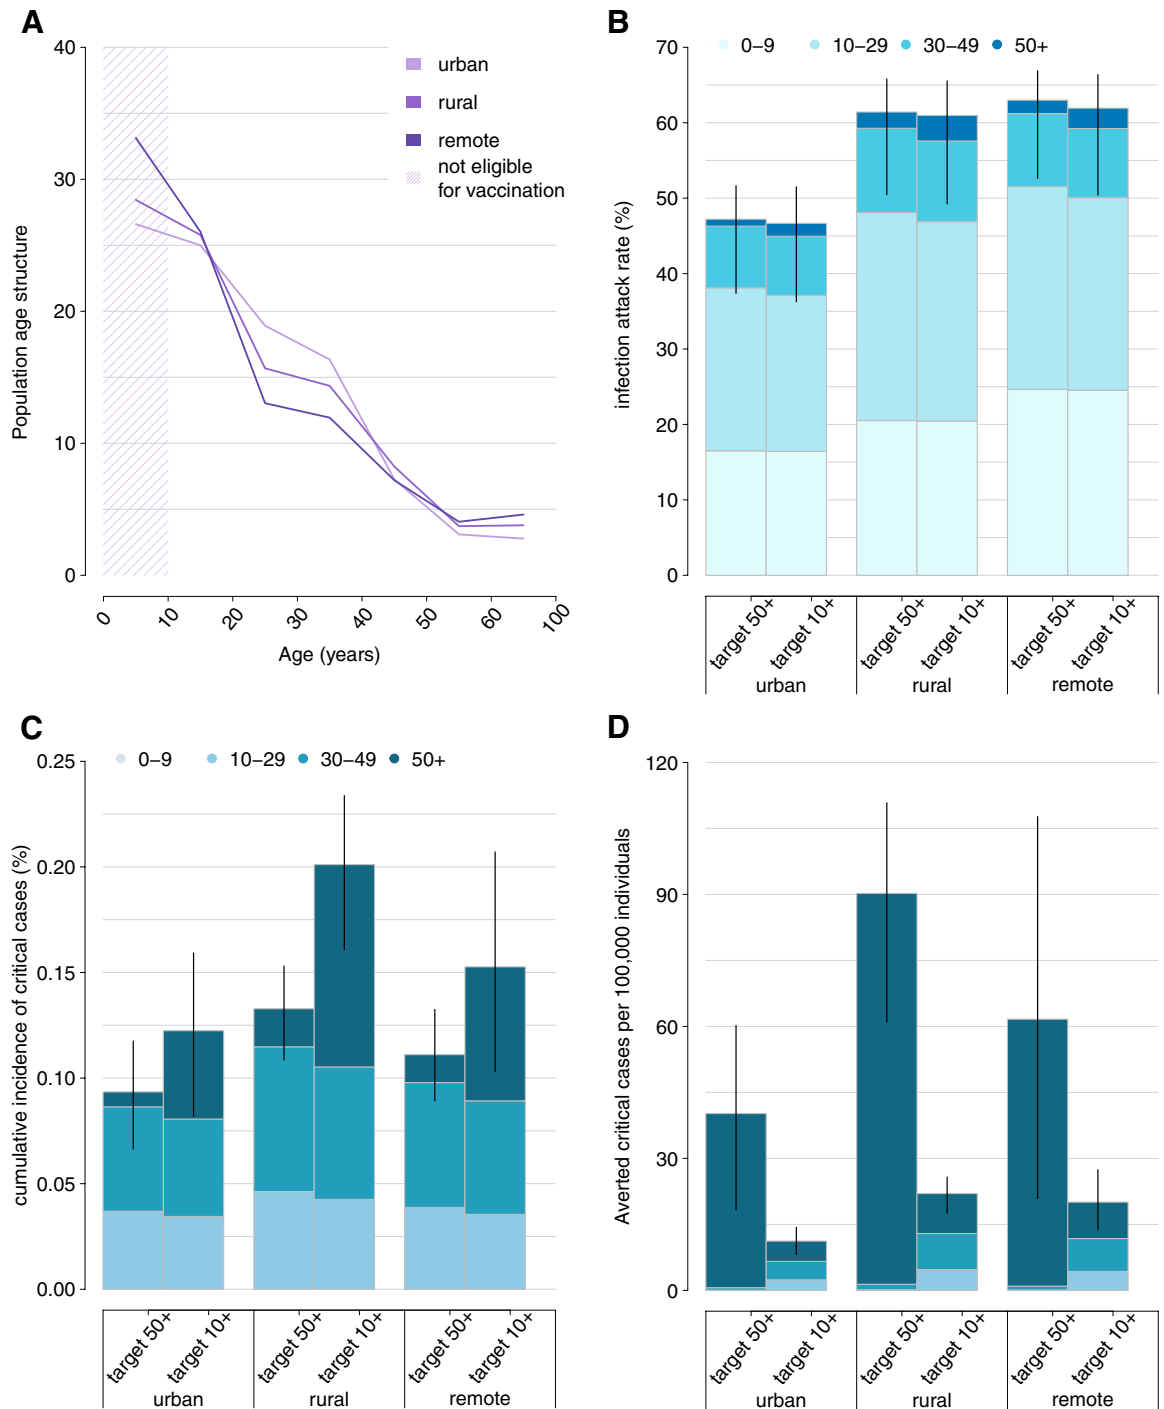 A
Population age structure
40
30
20
10
0
urban
rural
remote
not eligible
for vaccination
0
10
20
30
40
50
60
100
Age (years)
B
infection attack rate (%)
0–9
10–29
30–49
50+
70
60
50
40
30
20
10
0
target 50+
target 10+
target 50+
target 10+
target 50+
target 10+
urban
rural
remote
C
cumulative incidence of critical cases (%)
0–9
10–29
30–49
50+
0.25
0.20
0.15
0.10
0.05
0.00
target 50+
target 10+
target 50+
target 10+
target 50+
target 10+
urban
rural
remote
D
Averted critical cases per 100,000 individuals
120
90
60
30
0
target 50+
target 10+
target 50+
target 10+
target 50+
target 10+
urban
rural
remote